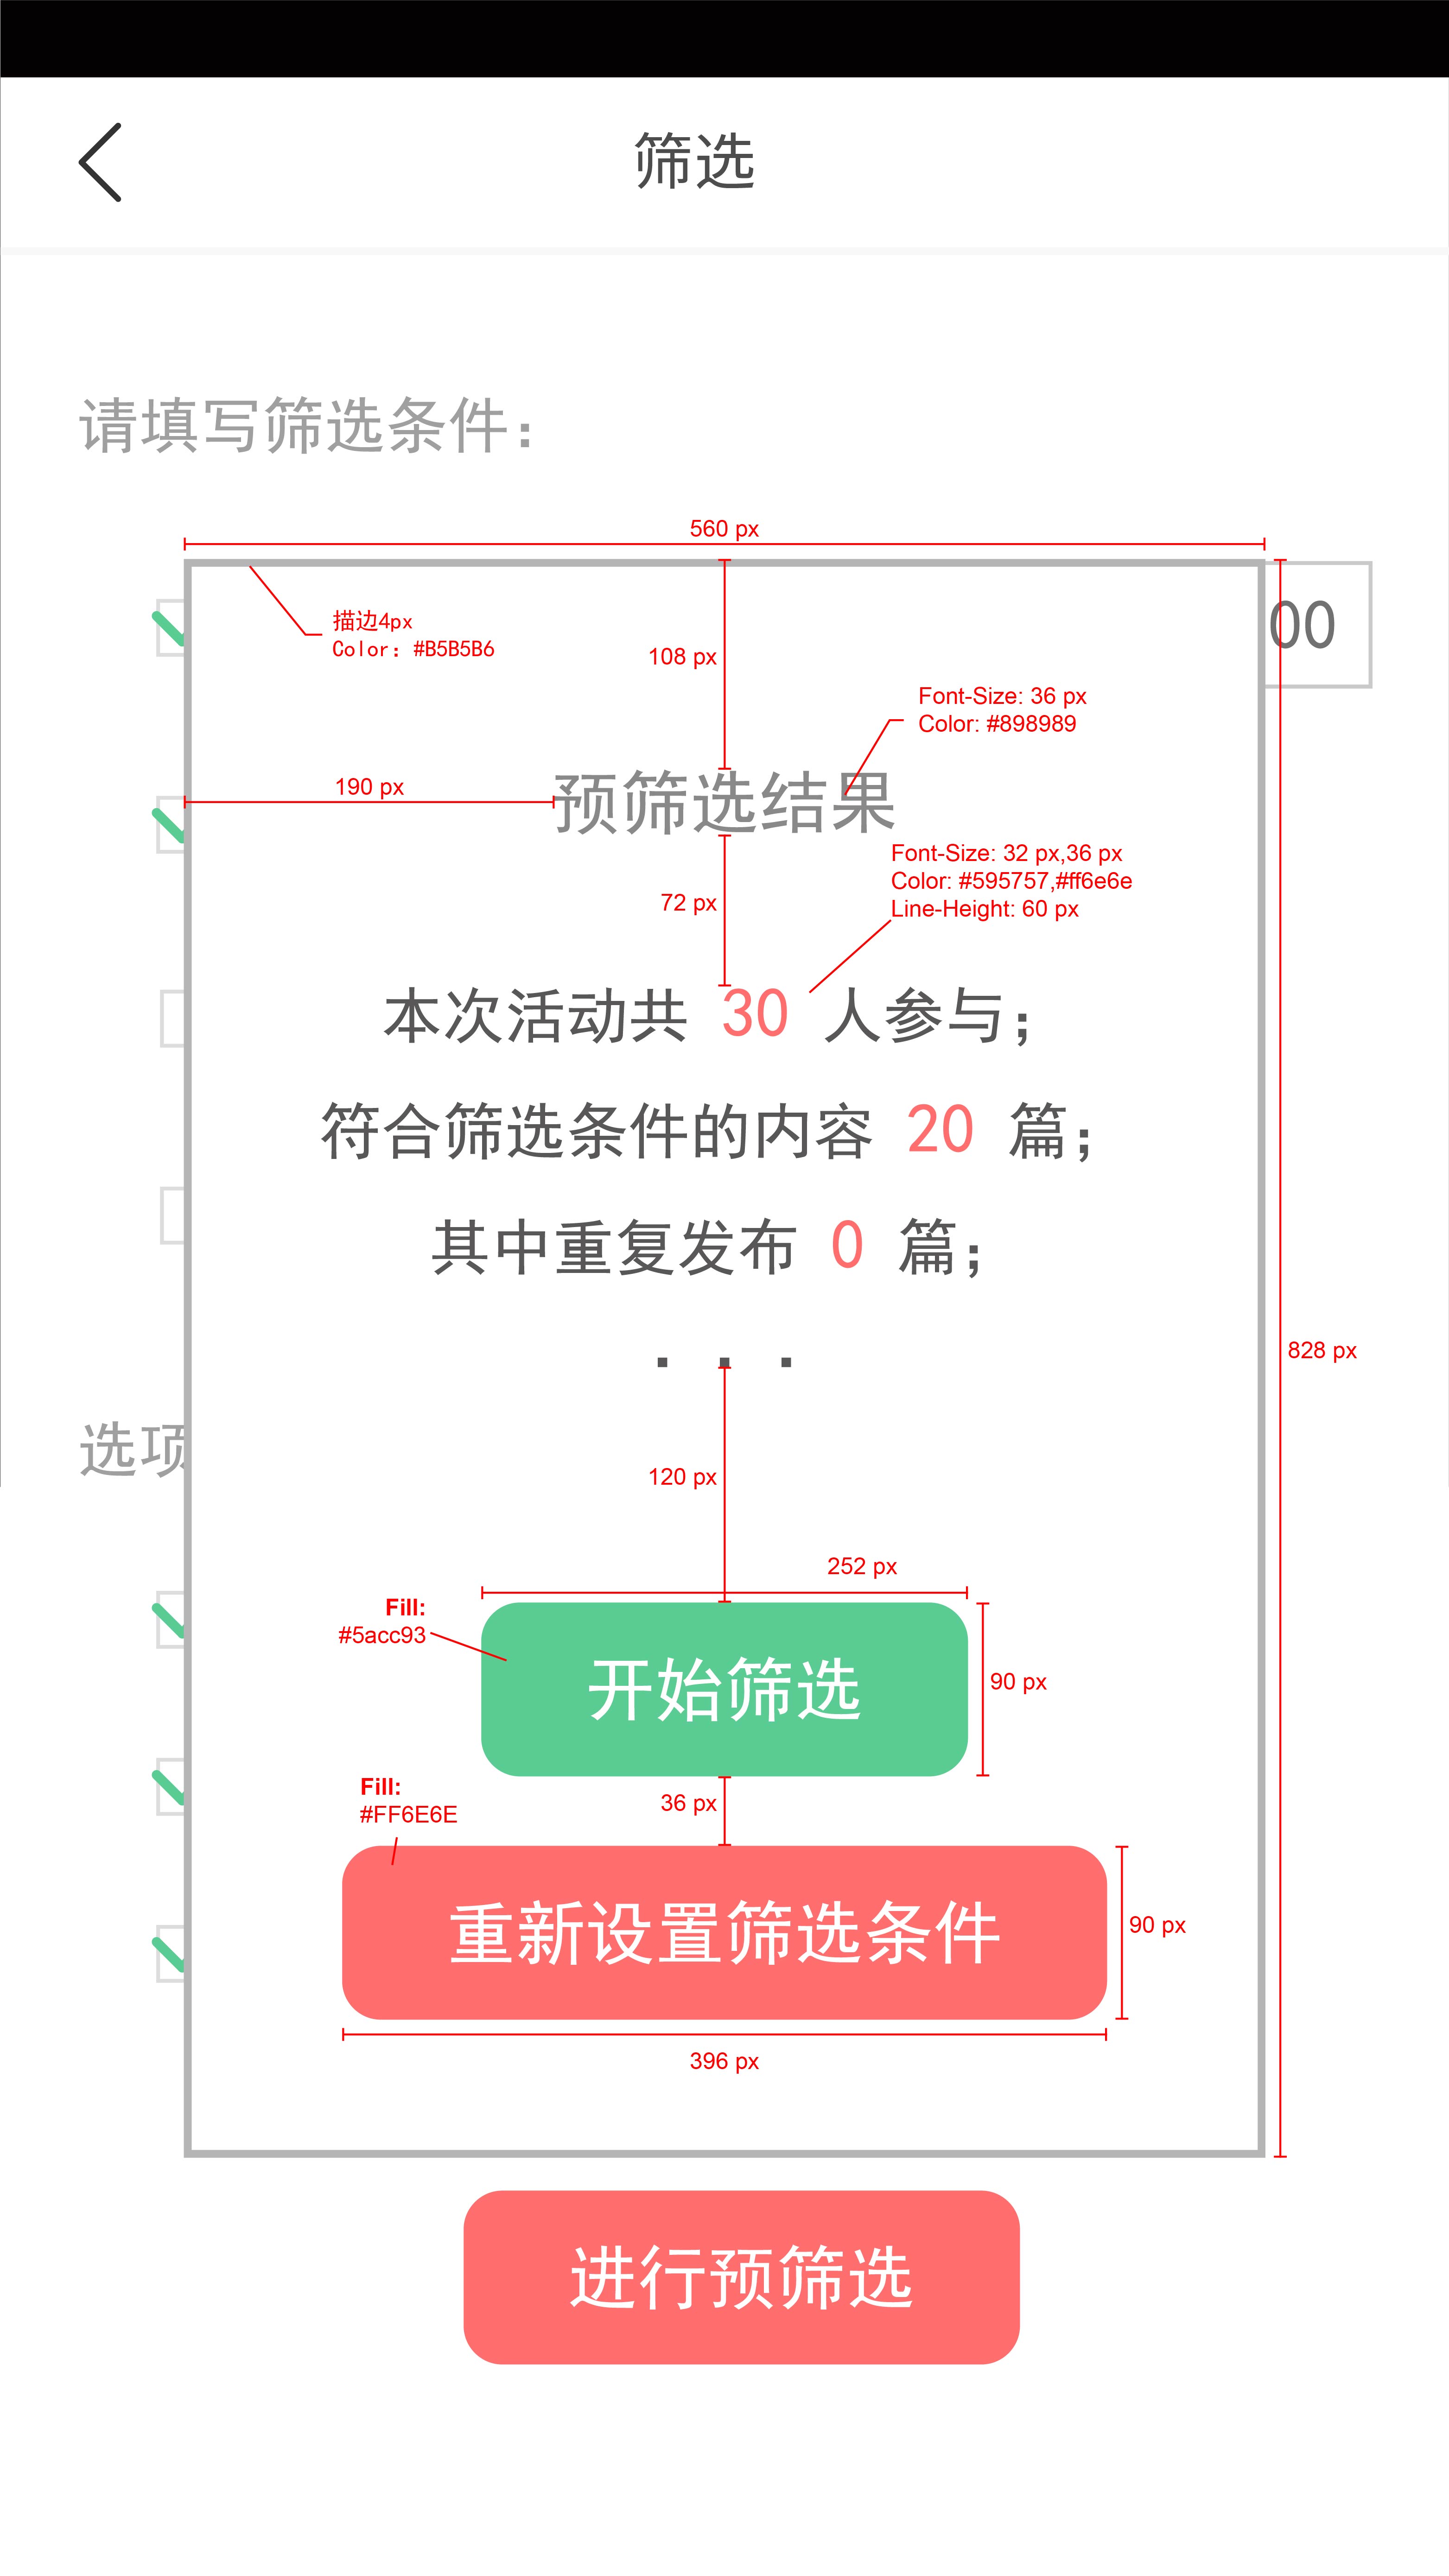 筛选
请填写筛选条件：
560 px
00
描边4px
Color：#B5B5B6
108 px
Font-Size: 36 px
Color: #898989
190 px
预筛选结果
Font-Size: 32 px,36 px
Color: #595757,#ff6e6e
Line-Height: 60 px
72 px
本次活动共 30 人参与；
符合筛选条件的内容 20 篇；
其中重复发布 0 篇；
. . .
828 px
选项
120 px
252 px
Fill:
#5acc93
开始筛选
90 px
Fill:
#FF6E6E
36 px
重新设置筛选条件
90 px
396 px
进行预筛选